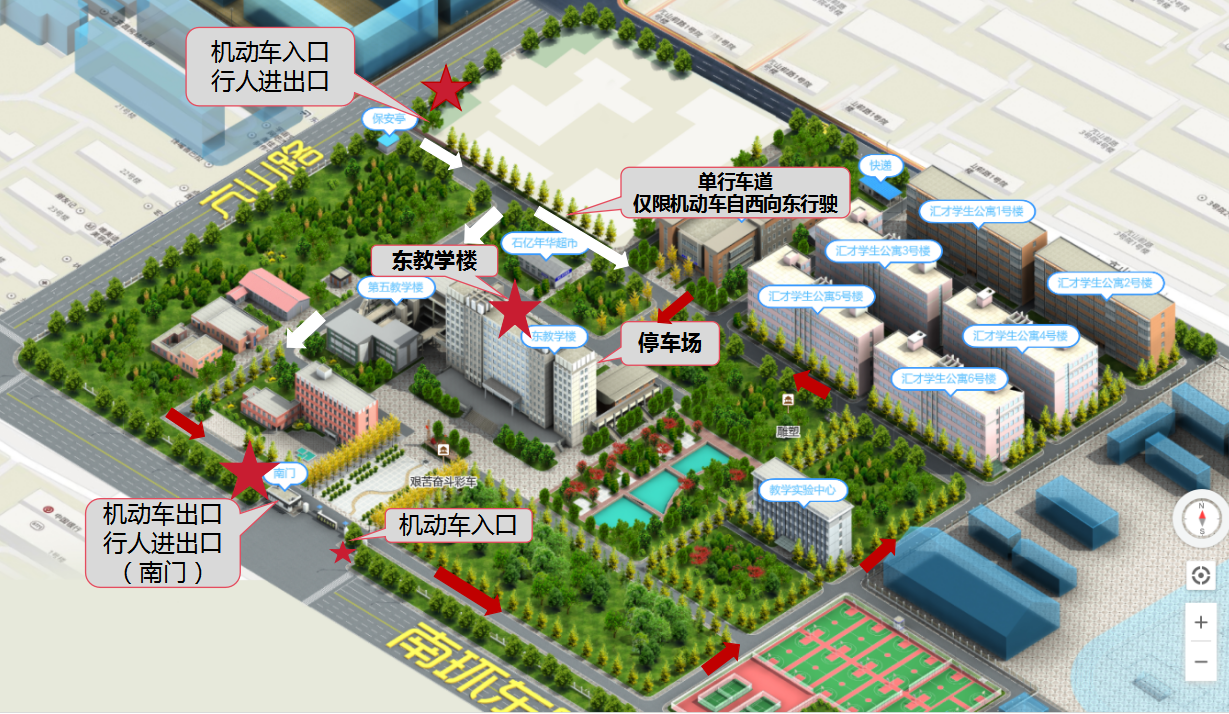 机动车入口
行人进出口
保安亭
单行车道
仅限机动车自西向东行驶
快递
汇才学生公寓1号楼
石亿年华超市
汇才学生公寓3号楼
东教学楼
第五教学楼
汇才学生公寓2号楼
汇才学生公寓5号楼
东教学楼
停车场
汇才学生公寓4号楼
汇才学生公寓6号楼
雕塑
南门
艰苦奋斗彩车
教学实验中心
机动车出口
行人进出口
(南门)
机动车入口
南环东
N
S
+
−